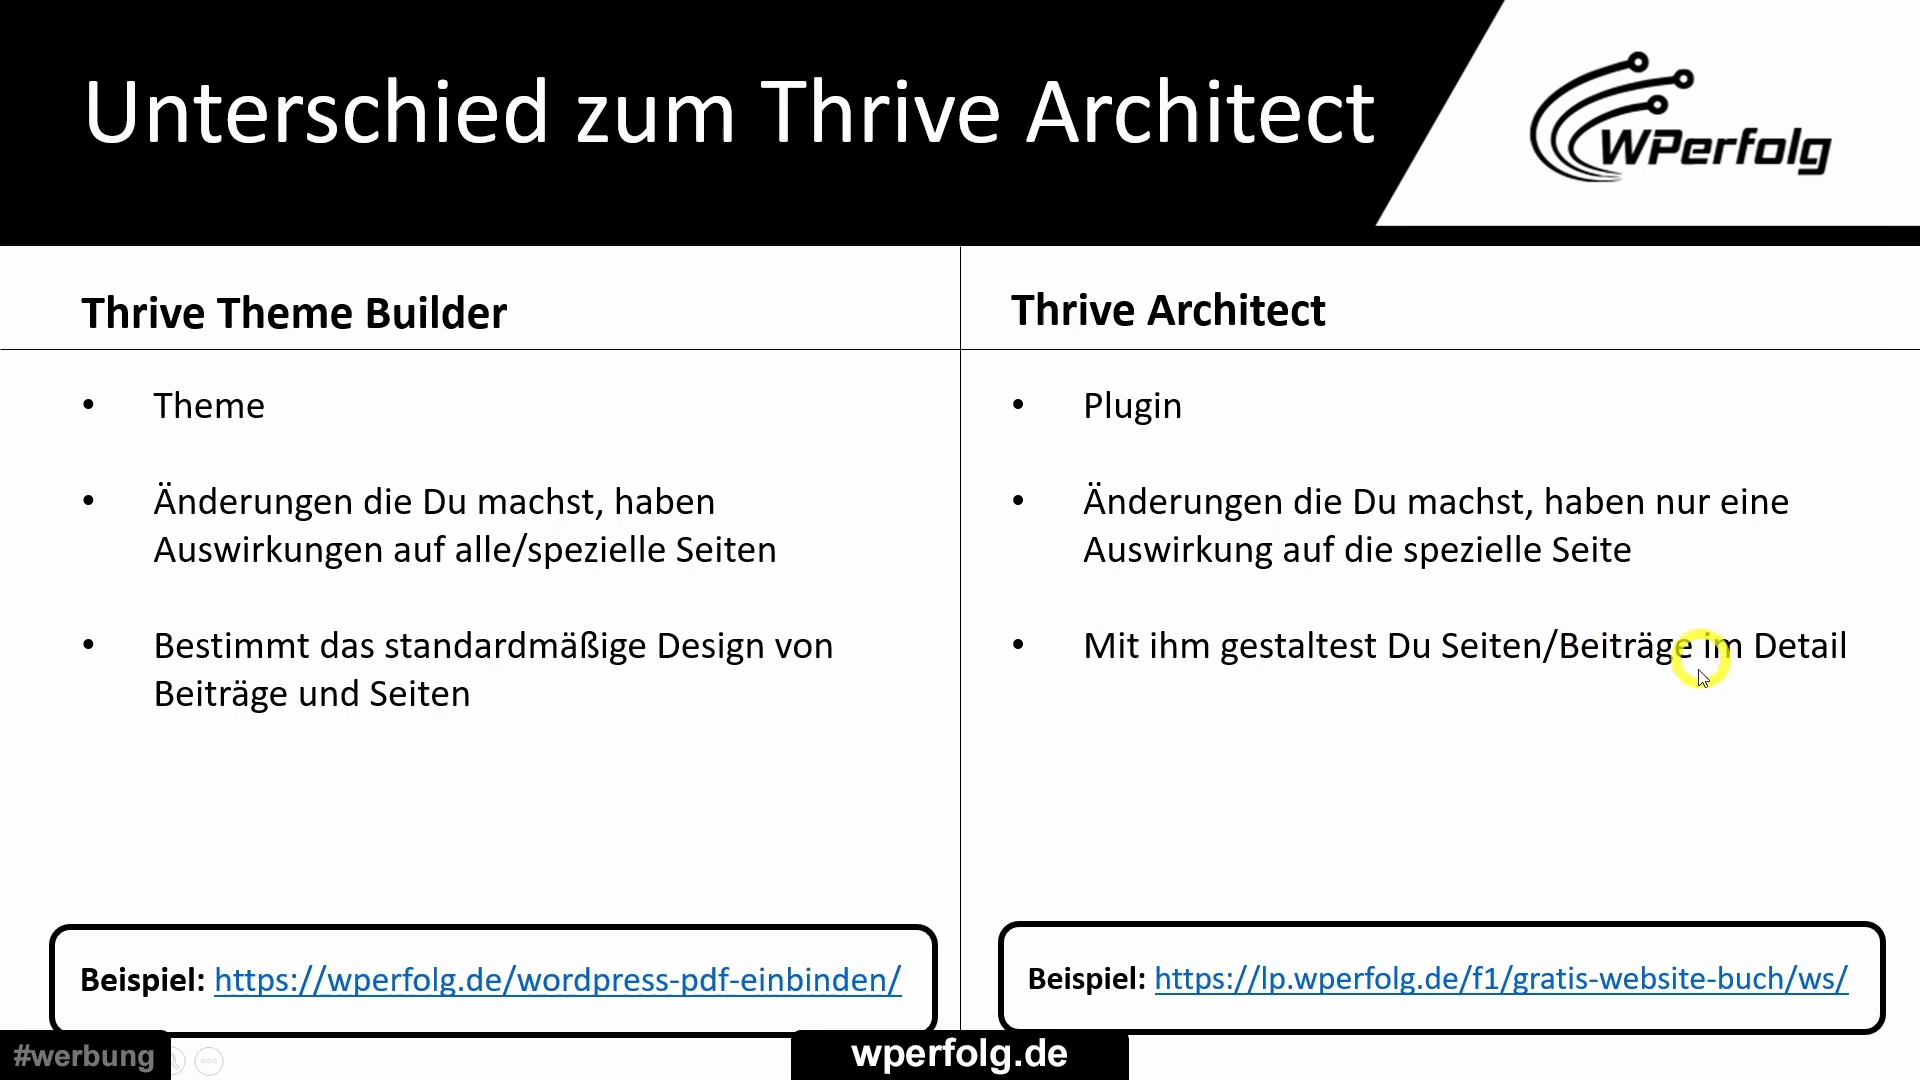 Unterschied zum Thrive Architect
WPerfolg
Thrive Theme Builder
• Theme
• Änderungen die Du machst, haben
Auswirkungen auf alle/spezielle Seiten
• Bestimmt das standardmäßige Design von
Beiträge und Seiten
Beispiel: https://wperfolg.de/wordpress-pdf-einbinden/
Thrive Architect
• Plugin
• Änderungen die Du machst, haben nur eine
Auswirkung auf die spezielle Seite
• Mit ihm gestaltest Du Seiten/Beiträge im Detail
Beispiel: https://lp.wperfolg.de/f1/gratis-website-buch/ws/
#werbung
wperfolg.de